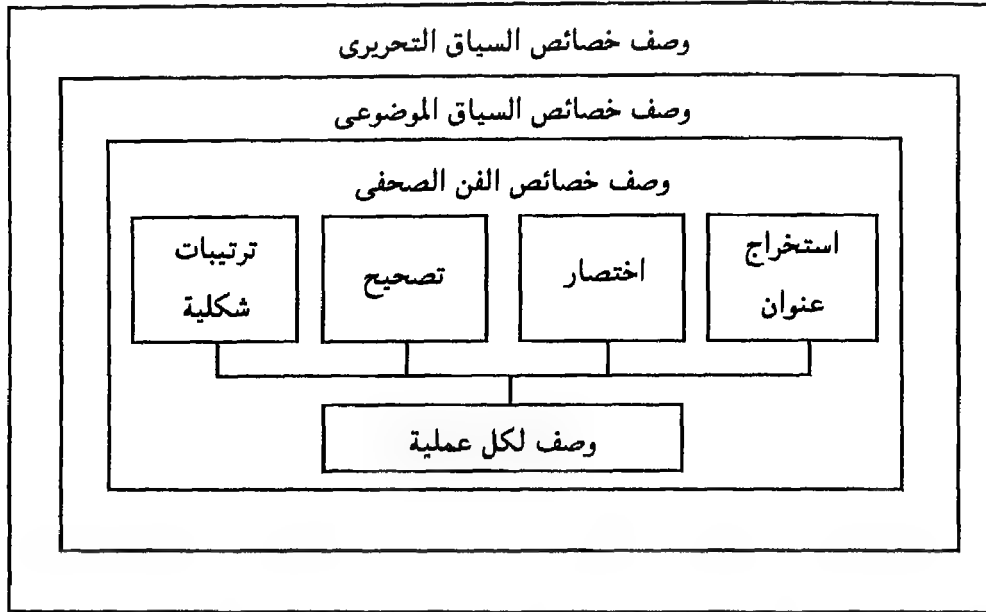 وصف خصائص السياق التحريرى
وصف خصائص السياق الموضوعى
وصف خصائص الفن الصحفى
استخراج
عنوان
اختصار
تصحيح
ترتيبات
شكلية
وصف لكل عملية